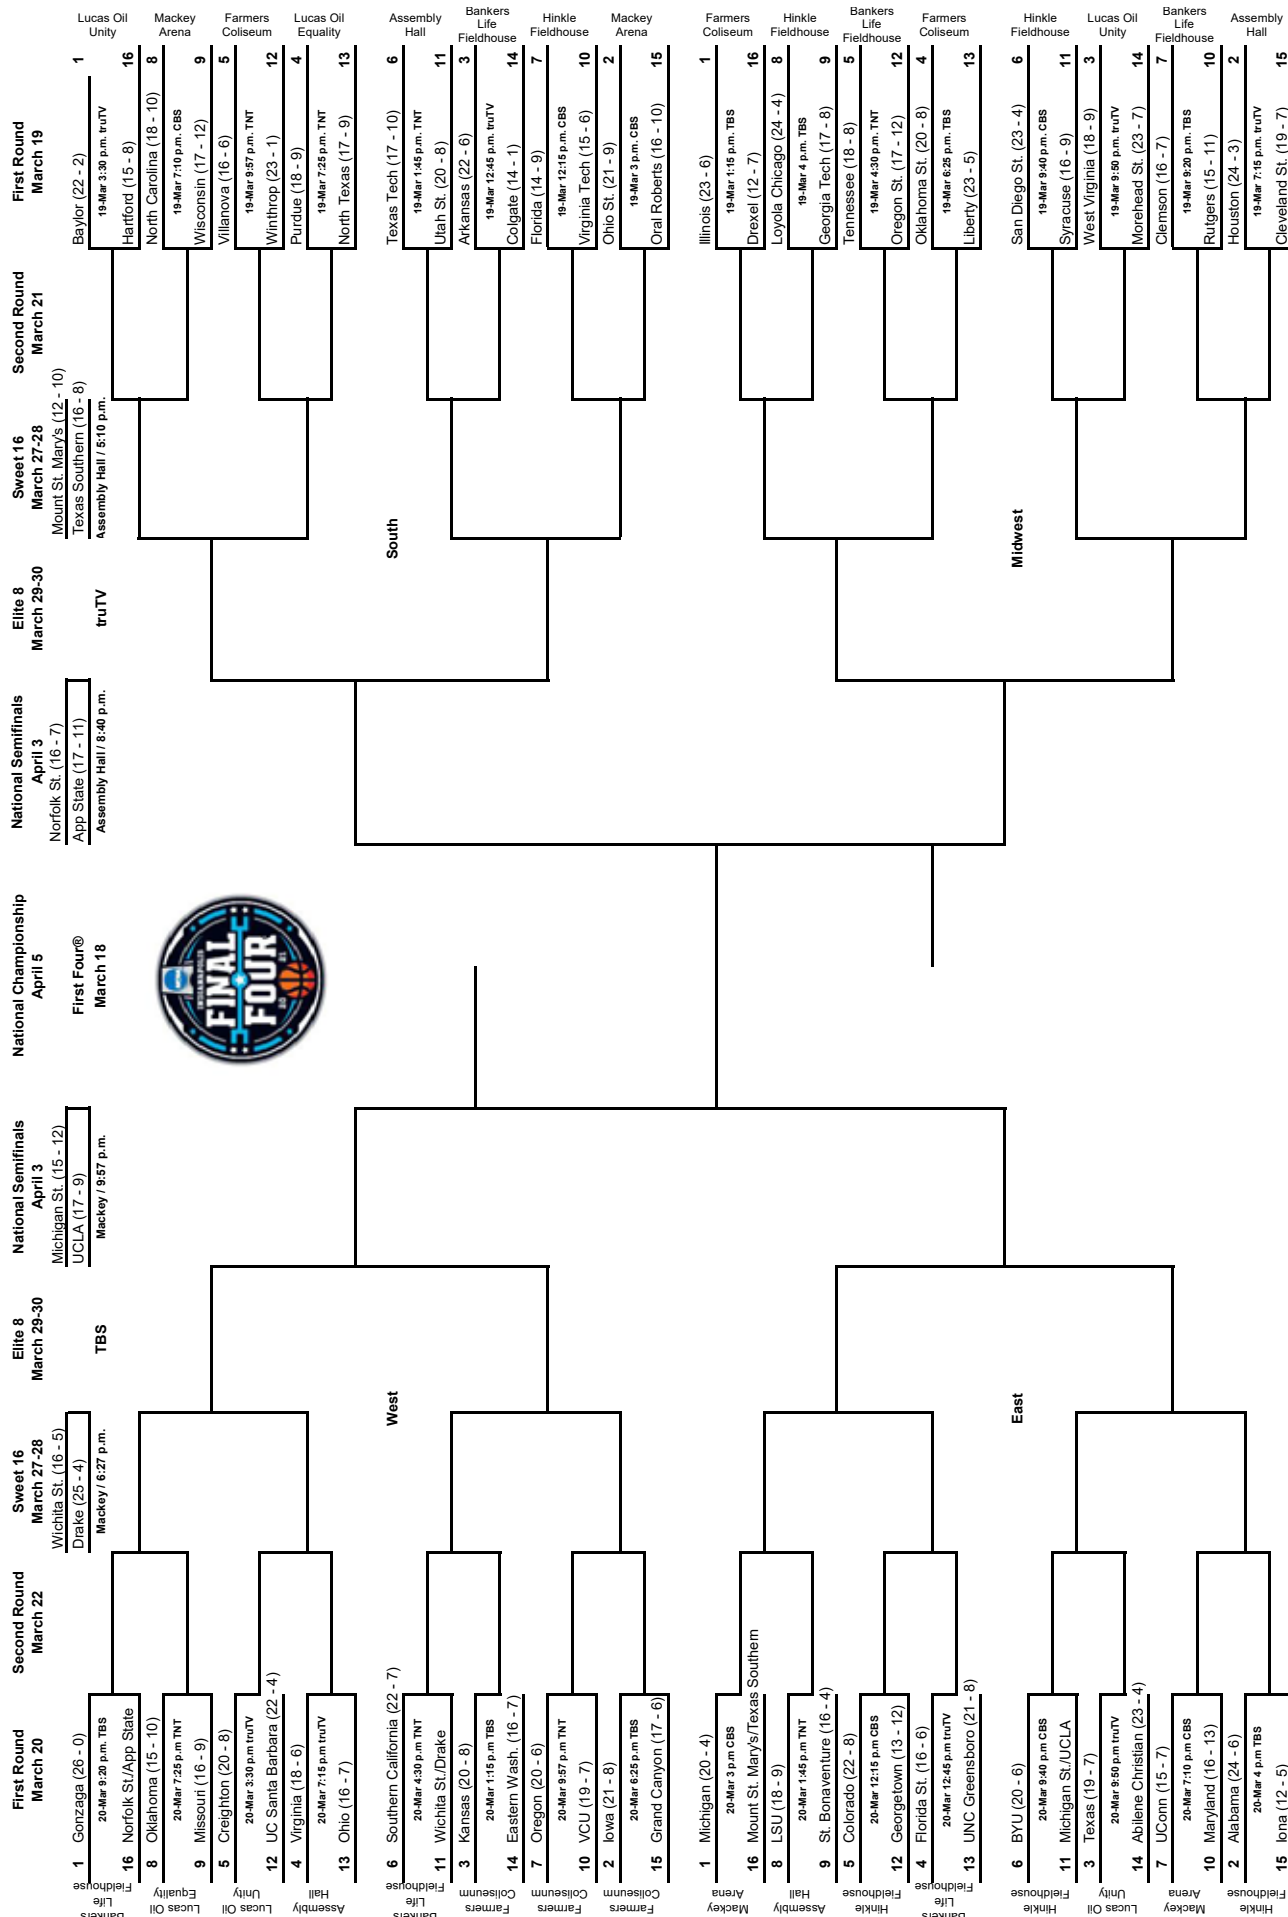 First Round
March 20
Second Round
March 22
Sweet 16
March 27-28
Elite 8
March 29-30
National Semifinals
April 3
National Championship
April 5
National Semifinals
April 3
Elite 8
March 29-30
Sweet 16
March 27-28
Second Round
March 21
First Round
March 19
Wichita St. (16 - 5)
Drake (25 - 4)
Mackey / 6:27 p.m.
TBS
Michigan St. (15 - 12)
UCLA (17 - 9)
Mackey / 9:57 p.m.
First Four®
March 18
Norfolk St. (16 - 7)
App State (17 - 11)
Assembly Hall / 8:40 p.m.
truTV
Mount St. Mary's (12 - 10)
Texas Southern (16 - 8)
Assembly Hall / 5:10 p.m.
NCAA
INDIANAPOLIS
FINAL
FOUR
20 21
Bankers
Life
Fieldhouse
1 Gonzaga (26 - 0)
20-Mar 9:20 p.m. TBS
16 Norfolk St./App State
Lucas Oil
Equality
8 Oklahoma (15 - 10)
20-Mar 7:25 p.m TNT
9 Missouri (16 - 9)
Lucas Oil
Unity
5 Creighton (20 - 8)
20-Mar 3:30 p.m truTV
12 UC Santa Barbara (22 - 4)
Assembly
Hall
4 Virginia (18 - 6)
20-Mar 7:15 p.m truTV
13 Ohio (16 - 7)
West
Bankers
Life
Fieldhouse
6 Southern California (22 - 7)
20-Mar 4:30 p.m TNT
11 Wichita St./Drake
Farmers
Coliseunm
3 Kansas (20 - 8)
20-Mar 1:15 p.m TBS
14 Eastern Wash. (16 - 7)
Farmers
Coliseunm
7 Oregon (20 - 6)
20-Mar 9:57 p.m TNT
10 VCU (19 - 7)
Farmers
Coliseunm
2 Iowa (21 - 8)
20-Mar 6:25 p.m TBS
15 Grand Canyon (17 - 6)
Mackey
Arena
1 Michigan (20 - 4)
20-Mar 3 p.m CBS
16 Mount St. Mary's/Texas Southern
Assembly
Hall
8 LSU (18 - 9)
20-Mar 1:45 p.m TNT
9 St. Bonaventure (16 - 4)
Hinkle
Fieldhouse
5 Colorado (22 - 8)
20-Mar 12:15 p.m CBS
12 Georgetown (13 - 12)
Bankers
Life
Fieldhouse
4 Florida St. (16 - 6)
20-Mar 12:45 p.m truTV
13 UNC Greensboro (21 - 8)
East
Hinkle
Fieldhouse
6 BYU (20 - 6)
20-Mar 9:40 p.m CBS
11 Michigan St./UCLA
Lucas Oil
Unity
3 Texas (19 - 7)
20-Mar 9:50 p.m truTV
14 Abilene Christian (23 - 4)
Mackey
Arena
7 UConn (15 - 7)
20-Mar 7:10 p.m CBS
10 Maryland (16 - 13)
Hinkle
Fieldhouse
2 Alabama (24 - 6)
20-Mar 4 p.m TBS
15 Iona (12 - 5)
Baylor (22 - 2) 1
19-Mar 3:30 p.m. truTV
Hartford (15 - 8) 16
Lucas Oil
Unity
North Carolina (18 - 10) 8
19-Mar 7:10 p.m. CBS
Wisconsin (17 - 12) 9
Mackey
Arena
Villanova (16 - 6) 5
19-Mar 9:57 p.m. TNT
Winthrop (23 - 1) 12
Farmers
Coliseum
Purdue (18 - 9) 4
19-Mar 7:25 p.m. TNT
North Texas (17 - 9) 13
Lucas Oil
Equality
South
Texas Tech (17 - 10) 6
19-Mar 1:45 p.m. TNT
Utah St. (20 - 8) 11
Assembly
Hall
Arkansas (22 - 6) 3
19-Mar 12:45 p.m. truTV
Colgate (14 - 1) 14
Bankers
Life
Fieldhouse
Florida (14 - 9) 7
19-Mar 12:15 p.m. CBS
Virginia Tech (15 - 6) 10
Hinkle
Fieldhouse
Ohio St. (21 - 9) 2
19-Mar 3 p.m. CBS
Oral Roberts (16 - 10) 15
Mackey
Arena
Illinois (23 - 6) 1
19-Mar 1:15 p.m. TBS
Drexel (12 - 7) 16
Farmers
Coliseum
Loyola Chicago (24 - 4) 8
19-Mar 4 p.m. TBS
Georgia Tech (17 - 8) 9
Hinkle
Fieldhouse
Tennessee (18 - 8) 5
19-Mar 4:30 p.m. TNT
Oregon St. (17 - 12) 12
Bankers
Life
Fieldhouse
Oklahoma St. (20 - 8) 4
19-Mar 6:25 p.m. TBS
Liberty (23 - 5) 13
Farmers
Coliseum
Midwest
San Diego St. (23 - 4) 6
19-Mar 9:40 p.m. CBS
Syracuse (16 - 9) 11
Hinkle
Fieldhouse
West Virginia (18 - 9) 3
19-Mar 9:50 p.m. truTV
Morehead St. (23 - 7) 14
Lucas Oil
Unity
Clemson (16 - 7) 7
19-Mar 9:20 p.m. TBS
Rutgers (15 - 11) 10
Bankers
Life
Fieldhouse
Houston (24 - 3) 2
19-Mar 7:15 p.m. truTV
Cleveland St. (19 - 7) 15
Assembly
Hall